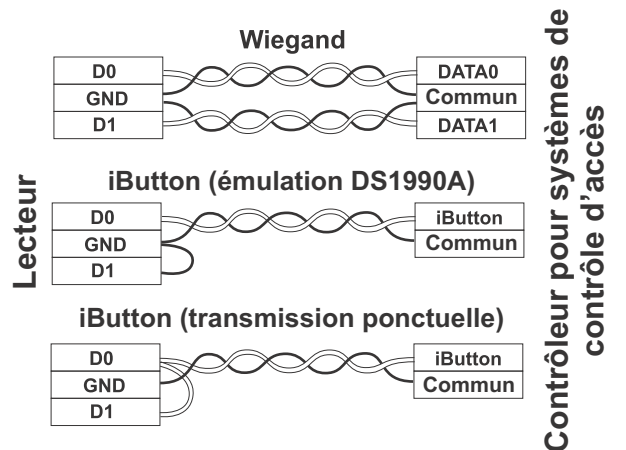 Wiegand
D0
GND
D1
DATA0
Commun
DATA1
iButton (émulation DS1990A)
D0
GND
D1
iButton
Commun
iButton (transmission ponctuelle)
D0
GND
D1
iButton
Commun
Lecteur
Contrôleur pour systèmes de
contrôle d'accès